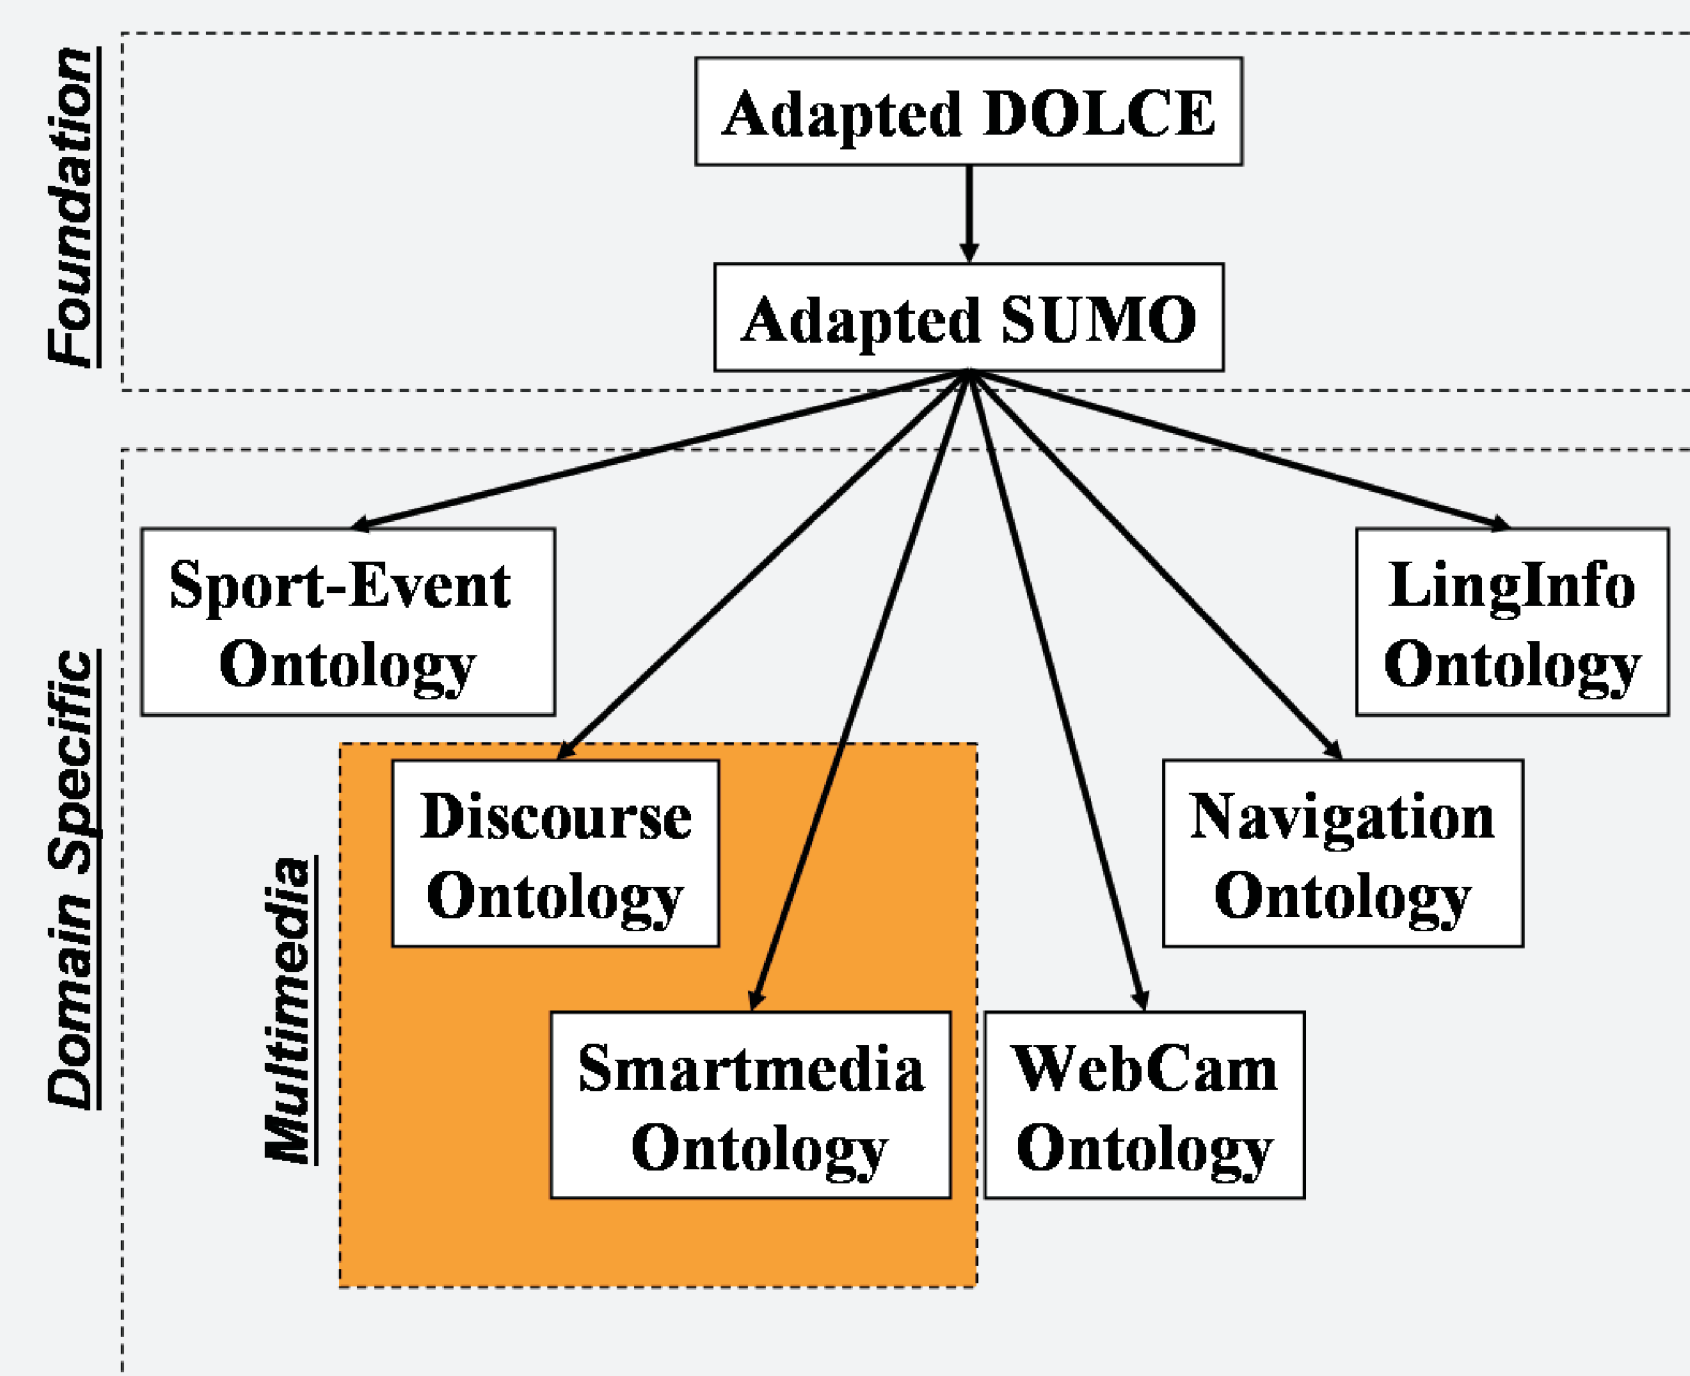 Foundation
Adapted DOLCE
Adapted SUMO
Domain Specific
Sport-Event
Ontology
LingInfo
Ontology
Multimedia
Discourse
Ontology
Navigation
Ontology
Smartmedia
Ontology
WebCam
Ontology